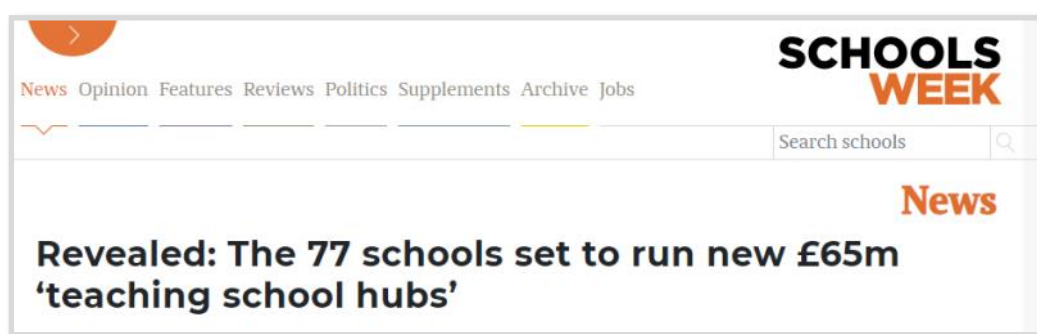 SCHOOLS
WEEK
News Opinion Features Reviews Politics Supplements Archive Jobs
Search schools
News
Revealed: The 77 schools set to run new £65m
‘teaching school hubs’